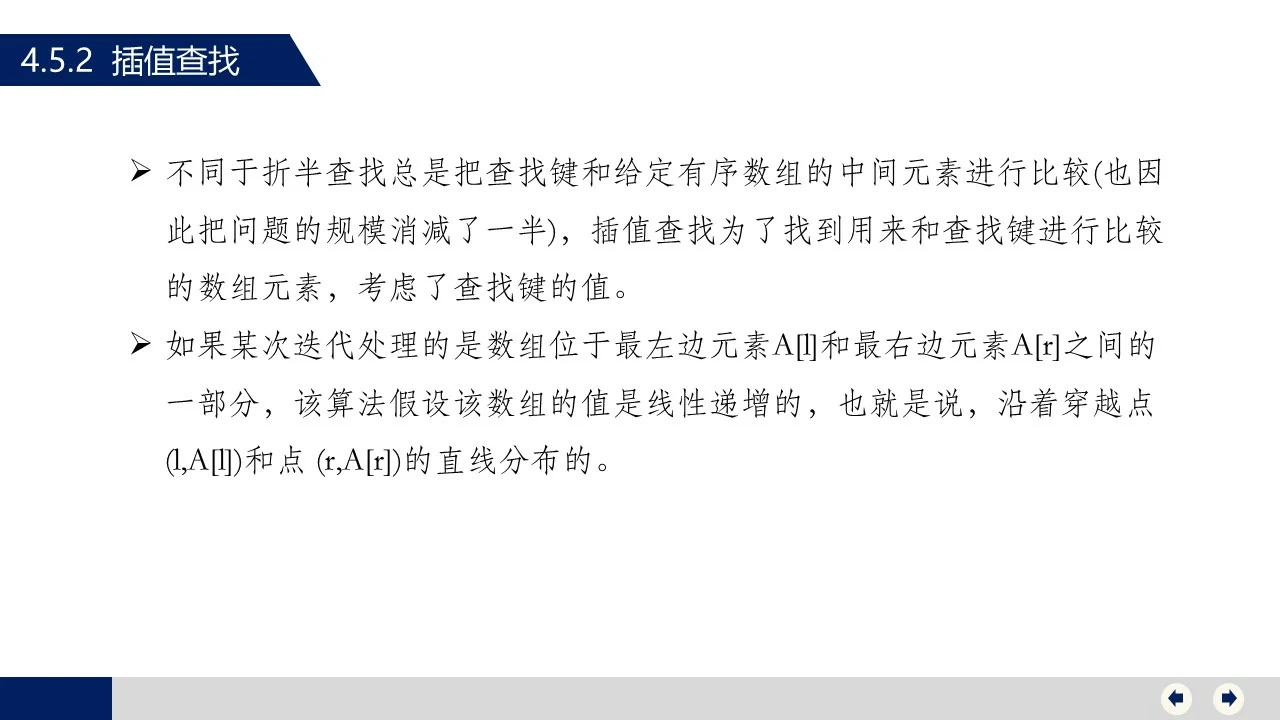 4.5.2 插值查找
➢ 不同于折半查找总是把查找键和给定有序数组的中间元素进行比较(也因
此把问题的规模消减了一半)，插值查找为了找到用来和查找键进行比较
的数组元素，考虑了查找键的值。
➢ 如果某次迭代处理的是数组位于最左边元素A[l]和最右边元素A[r]之间的
一部分，该算法假设该数组的值是线性递增的，也就是说，沿着穿越点
(l,A[l])和点 (r,A[r])的直线分布的。